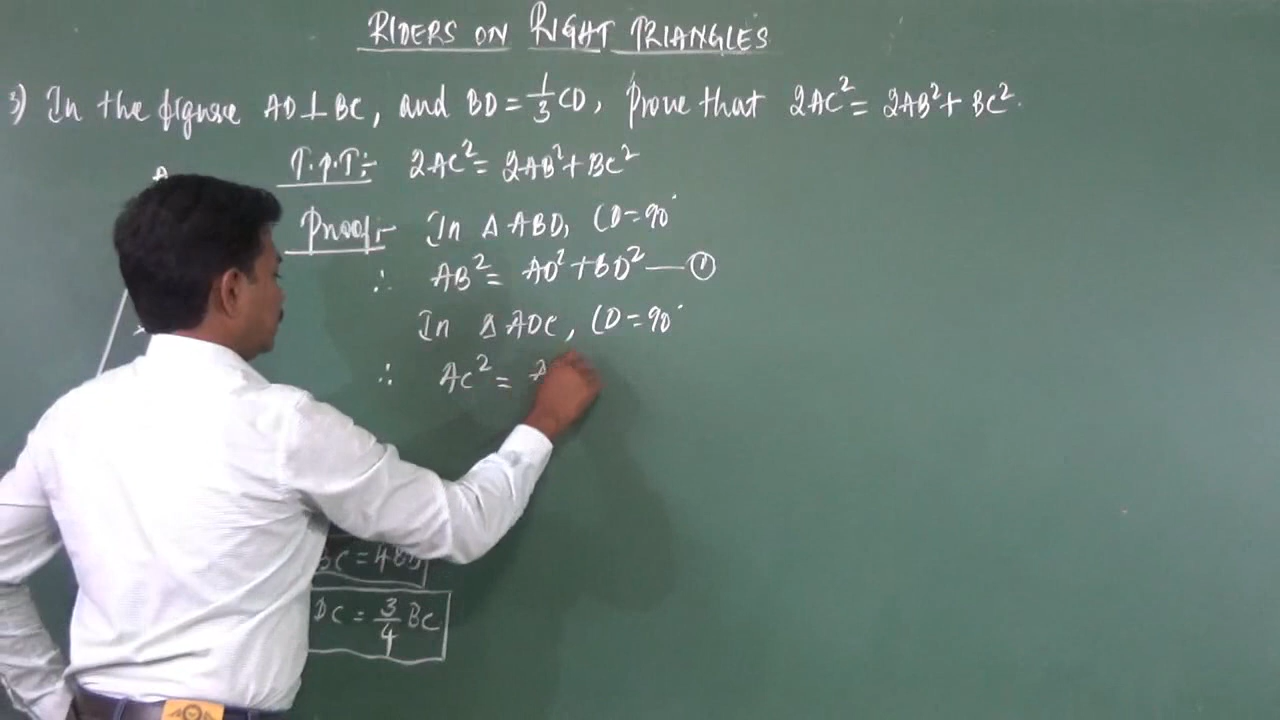 RIDERS ON RIGHT TRIANGLES
3) In the figure AD⊥BC, and BD = 1/3 CD, Prove that 2AC² = 2AB² + BC².
T.P.T:- 2AC² = 2AB² + BC²
A
Proof:- In △ABD, ∠D = 90°
∴ AB² = AD² + BD² — ①
In △ADC, ∠D = 90°
∴ AC² = A
BC = 4BD
DC = 3/4 BC